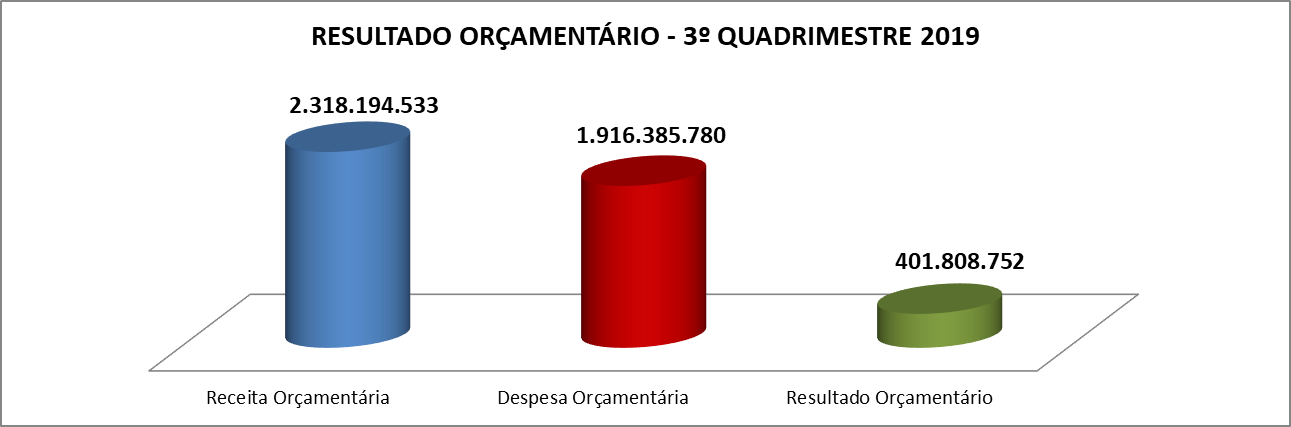 RESULTADO ORÇAMENTÁRIO - 3º QUADRIMESTRE 2019
2.318.194.533
1.916.385.780
401.808.752
Receita Orçamentária
Despesa Orçamentária
Resultado Orçamentário